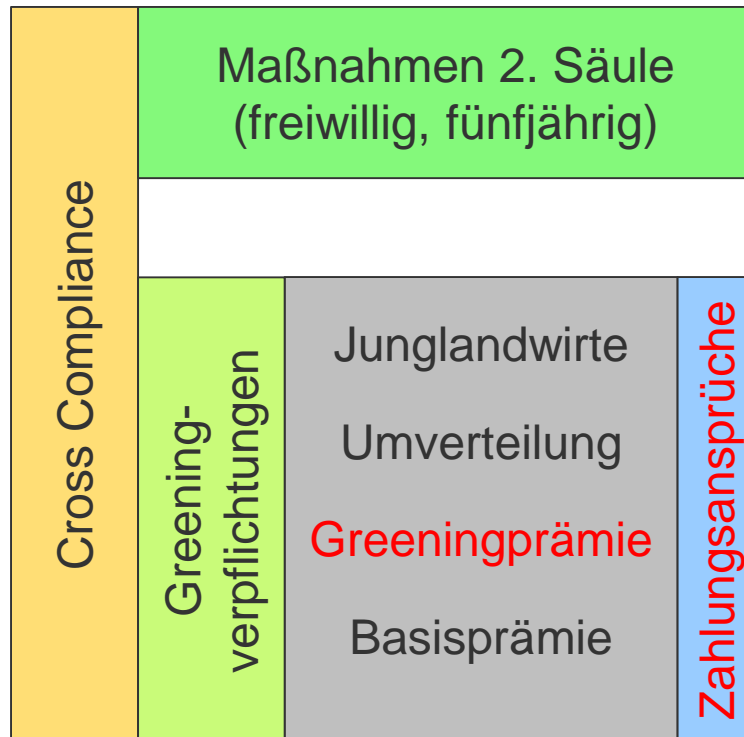 Maßnahmen 2. Säule
(freiwillig, fünfjährig)
Cross Compliance
Greening-
verpflichtungen
Junglandwirte
Umverteilung
Greeningprämie
Basisprämie
Zahlungsansprüche